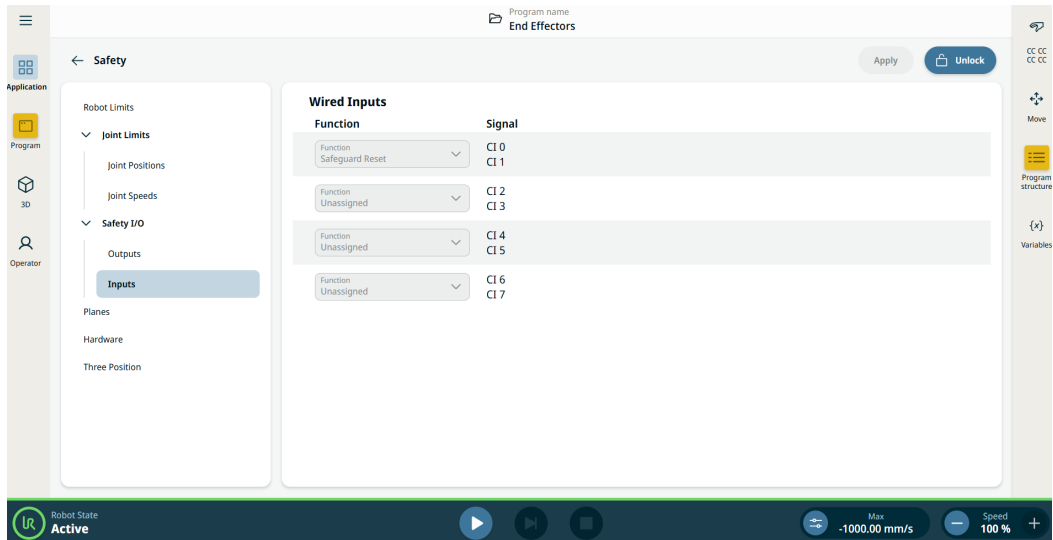 Program name
End Effectors
Application
Program
3D
Operator
Safety
Apply
Unlock
Robot Limits
Joint Limits
Joint Positions
Joint Speeds
Safety I/O
Outputs
Inputs
Planes
Hardware
Three Position
Wired Inputs
Function Signal
Function
Safeguard Reset
CI 0
CI 1
Function
Unassigned
CI 2
CI 3
Function
Unassigned
CI 4
CI 5
Function
Unassigned
CI 6
CI 7
CC CC
CC CC
Move
Program
structure
{x}
Variables
UR
Robot State
Active
Max
-1000.00 mm/s
Speed
100 %